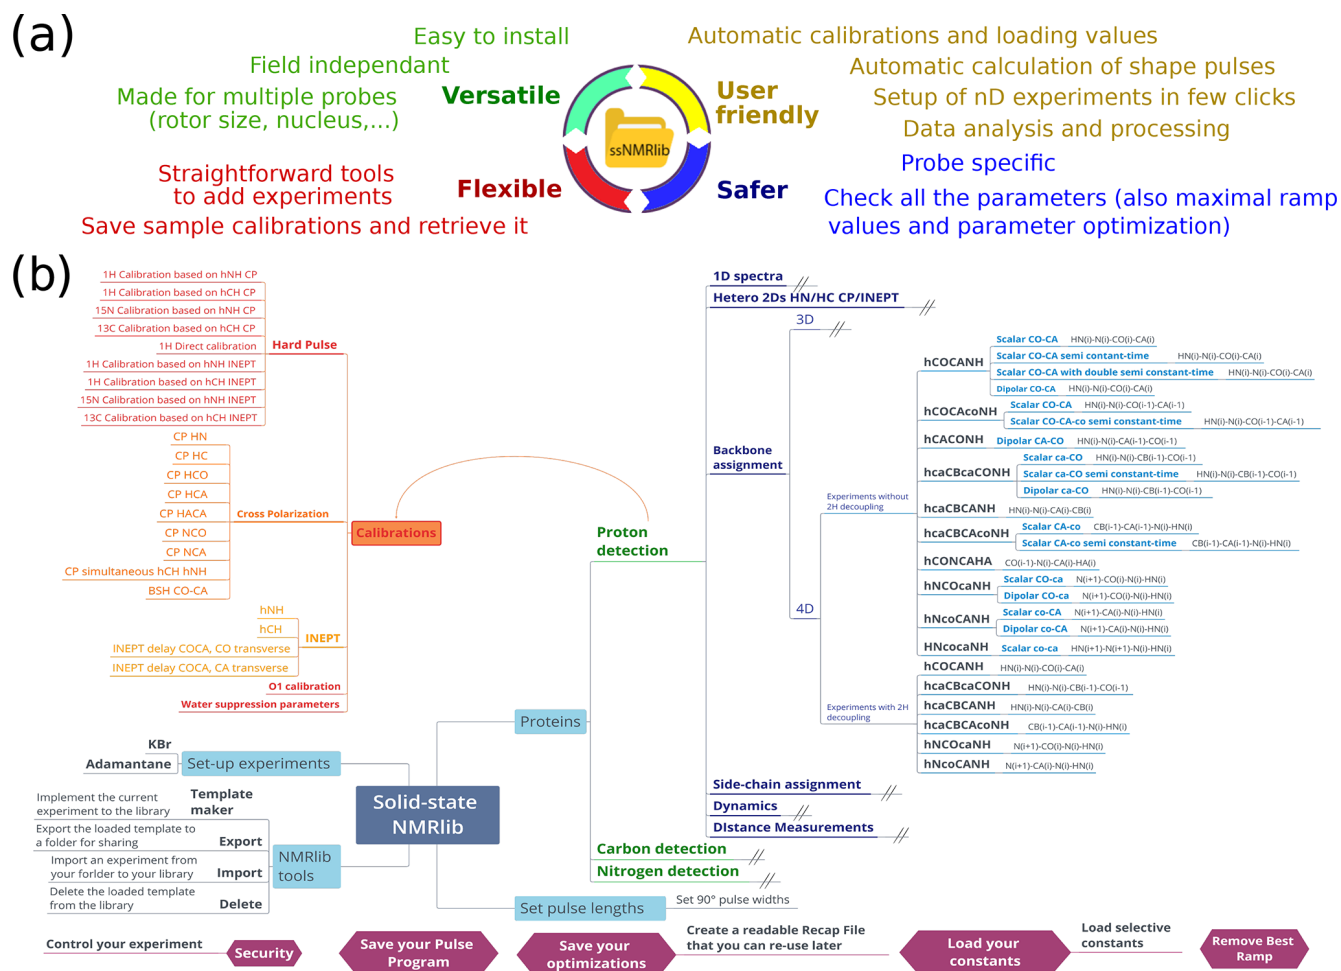 (a)
Easy to install
Field independant
Made for multiple probes
(rotor size, nucleus,...)
Versatile
ssNMRlib
User
friendly
Automatic calibrations and loading values
Automatic calculation of shape pulses
Setup of nD experiments in few clicks
Data analysis and processing
Straightforward tools
to add experiments
Save sample calibrations and retrieve it
Flexible
Safer
Probe specific
Check all the parameters (also maximal ramp
values and parameter optimization)
(b)
1H Calibration based on hNH CP
1H Calibration based on hCH CP
15N Calibration based on hNH CP
13C Calibration based on hCH CP
1H Direct calibration
1H Calibration based on hNH INEPT
1H Calibration based on hCH INEPT
15N Calibration based on hNH INEPT
13C Calibration based on hCH INEPT
Hard Pulse
CP HN
CP HC
CP HCO
CP HCA
CP HACA
CP NCO
CP NCA
CP simultaneous hCH hNH
BSH CO-CA
Cross Polarization
Calibrations
hNH
hCH
INEPT delay COCA, CO transverse
INEPT delay COCA, CA transverse
INEPT
O1 calibration
Water suppression parameters
KBr
Adamantane
Set-up experiments
Implement the current
experiment to the library
Template
maker
Export the loaded template to
a folder for sharing
Export
Import an experiment from
your forlder to your library
Import
Delete the loaded template
from the library
Delete
NMRlib
tools
Solid-state
NMRlib
Proteins
Proton
detection
Carbon detection
Nitrogen detection
Set pulse lengths
Set 90° pulse widths
1D spectra
Hetero 2Ds HN/HC CP/INEPT
Backbone
assignment
3D
4D
Experiments without
2H decoupling
hCOCANH
Scalar CO-CA HN(i)-N(i)-CO(i)-CA(i)
Scalar CO-CA semi contant-time HN(i)-N(i)-CO(i)-CA(i)
Scalar CO-CA with double semi constant-time HN(i)-N(i)-CO(i)-CA(i)
Dipolar CO-CA HN(i)-N(i)-CO(i)-CA(i)
hCOCAcoNH
Scalar CO-CA HN(i)-N(i)-CO(i-1)-CA(i-1)
Scalar CO-CA-co semi constant-time HN(i)-N(i)-CO(i-1)-CA(i-1)
hCACONH Dipolar CA-CO HN(i)-N(i)-CA(i-1)-CO(i-1)
hcaCBcaCONH
Scalar ca-CO HN(i)-N(i)-CB(i-1)-CO(i-1)
Scalar ca-CO semi constant-time HN(i)-N(i)-CB(i-1)-CO(i-1)
Dipolar ca-CO HN(i)-N(i)-CB(i-1)-CO(i-1)
hcaCBCANH HN(i)-N(i)-CA(i)-CB(i)
hcaCBCAcoNH
Scalar CA-co CB(i-1)-CA(i-1)-N(i)-HN(i)
Scalar CA-co semi constant-time CB(i-1)-CA(i-1)-N(i)-HN(i)
hCONCAHA CO(i-1)-N(i)-CA(i)-HA(i)
hNCOcaNH
Scalar CO-ca N(i+1)-CO(i)-N(i)-HN(i)
Dipolar CO-ca N(i+1)-CO(i)-N(i)-HN(i)
hNcoCANH
Scalar co-CA N(i+1)-CA(i)-N(i)-HN(i)
Dipolar co-CA N(i+1)-CA(i)-N(i)-HN(i)
HNcocaNH Scalar co-ca HN(i+1)-N(i+1)-N(i)-HN(i)
Experiments with 2H
decoupling
hCOCANH HN(i)-N(i)-CO(i)-CA(i)
hcaCBcaCONH HN(i)-N(i)-CB(i-1)-CO(i-1)
hcaCBCANH HN(i)-N(i)-CA(i)-CB(i)
hcaCBCAcoNH CB(i-1)-CA(i-1)-N(i)-HN(i)
hNCOcaNH N(i+1)-CO(i)-N(i)-HN(i)
hNcoCANH N(i+1)-CA(i)-N(i)-HN(i)
Side-chain assignment
Dynamics
DIstance Measurements
Control your experiment
Security
Save your Pulse
Program
Save your
optimizations
Create a readable Recap File
that you can re-use later
Load your
constants
Load selective
constants
Remove Best
Ramp